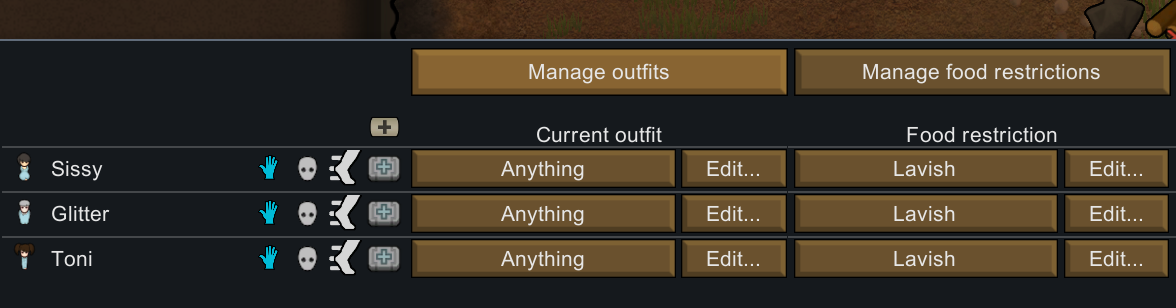 Manage outfits Manage food restrictions
Current outfit Food restriction
Sissy Anything Edit... Lavish Edit...
Glitter Anything Edit... Lavish Edit...
Toni Anything Edit... Lavish Edit...